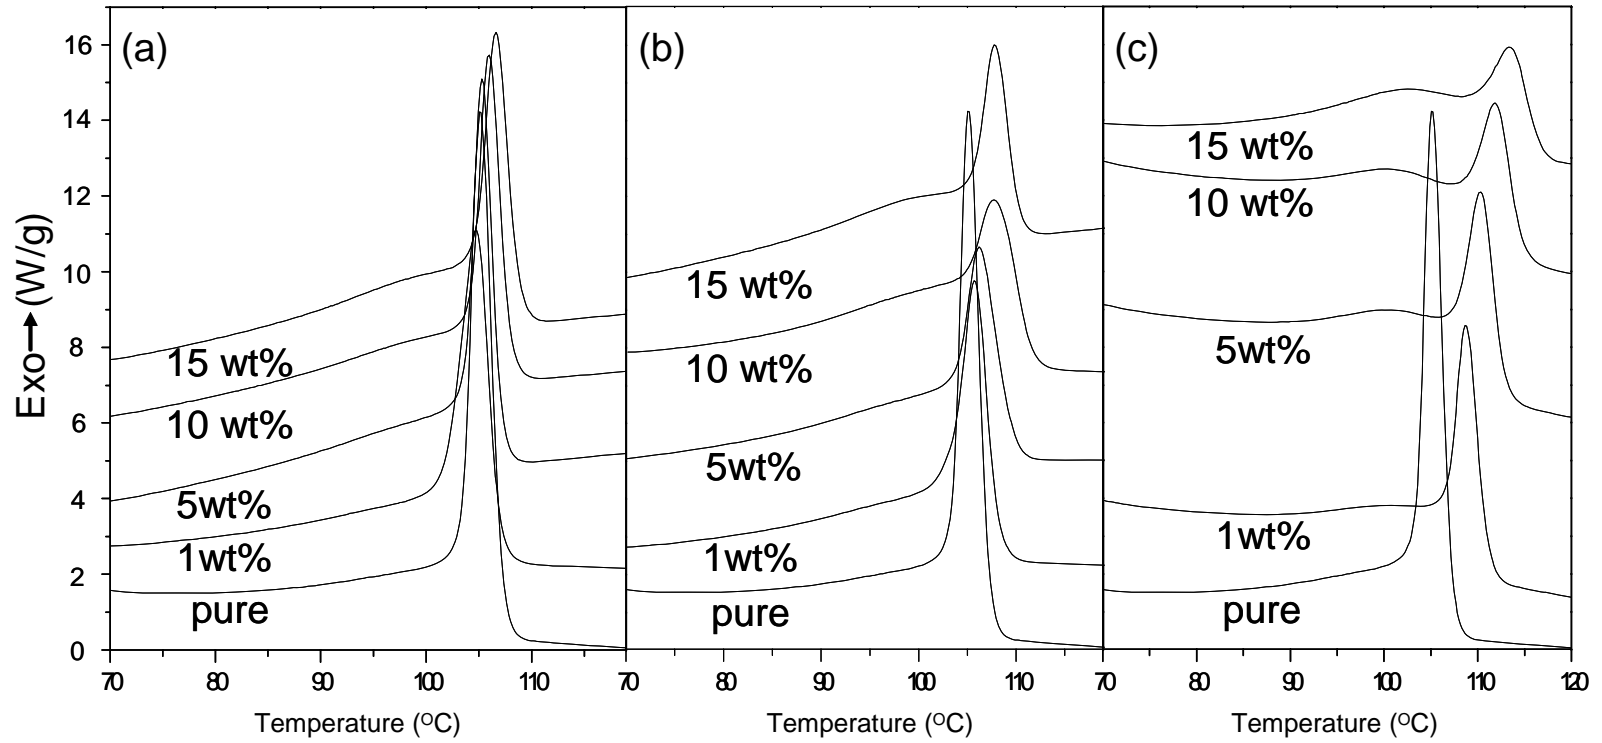 (a) (b) (c)
16
14
12
10
8
6
4
2
0
Exo→(W/g)
15 wt%
10 wt%
5wt%
1wt%
pure
15 wt%
10 wt%
5wt%
1wt%
pure
15 wt%
10 wt%
5wt%
1wt%
pure
70 80 90 100 110 70 80 90 100 110 70 80 90 100 110 120
Temperature (ºC) Temperature (ºC) Temperature (ºC)